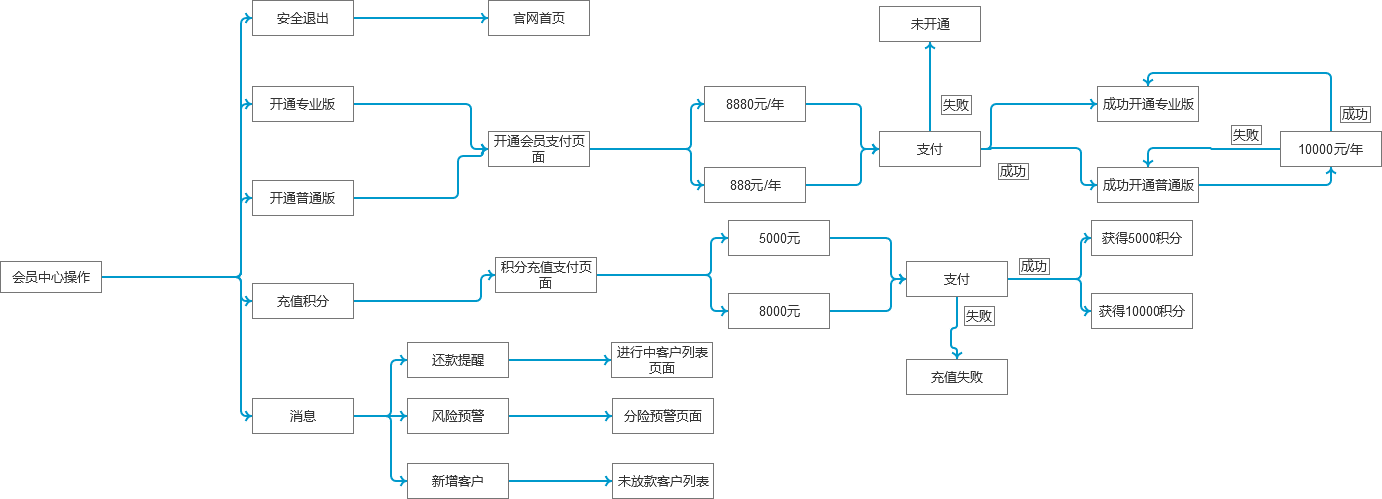 安全退出
官网首页
未开通
开通专业版
8880元/年
失败
成功开通专业版
成功
开通会员支付页
面
支付
失败
10000元/年
成功
开通普通版
888元/年
成功开通普通版
会员中心操作
5000元
获得5000积分
积分充值支付页
面
支付
成功
充值积分
8000元
失败
获得10000积分
还款提醒
进行中客户列表
页面
充值失败
消息
风险预警
分险预警页面
新增客户
未放款客户列表